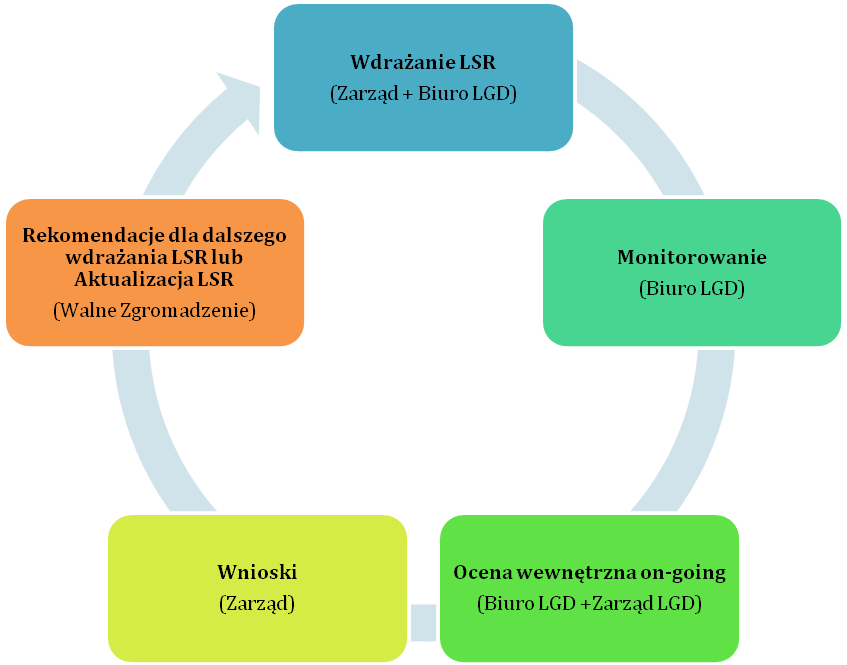 Wdrażanie LSR
(Zarząd + Biuro LGD)
Monitorowanie
(Biuro LGD)
Ocena wewnętrzna on-going
(Biuro LGD +Zarząd LGD)
Wnioski
(Zarząd)
Rekomendacje dla dalszego
wdrażania LSR lub
Aktualizacja LSR
(Walne Zgromadzenie)